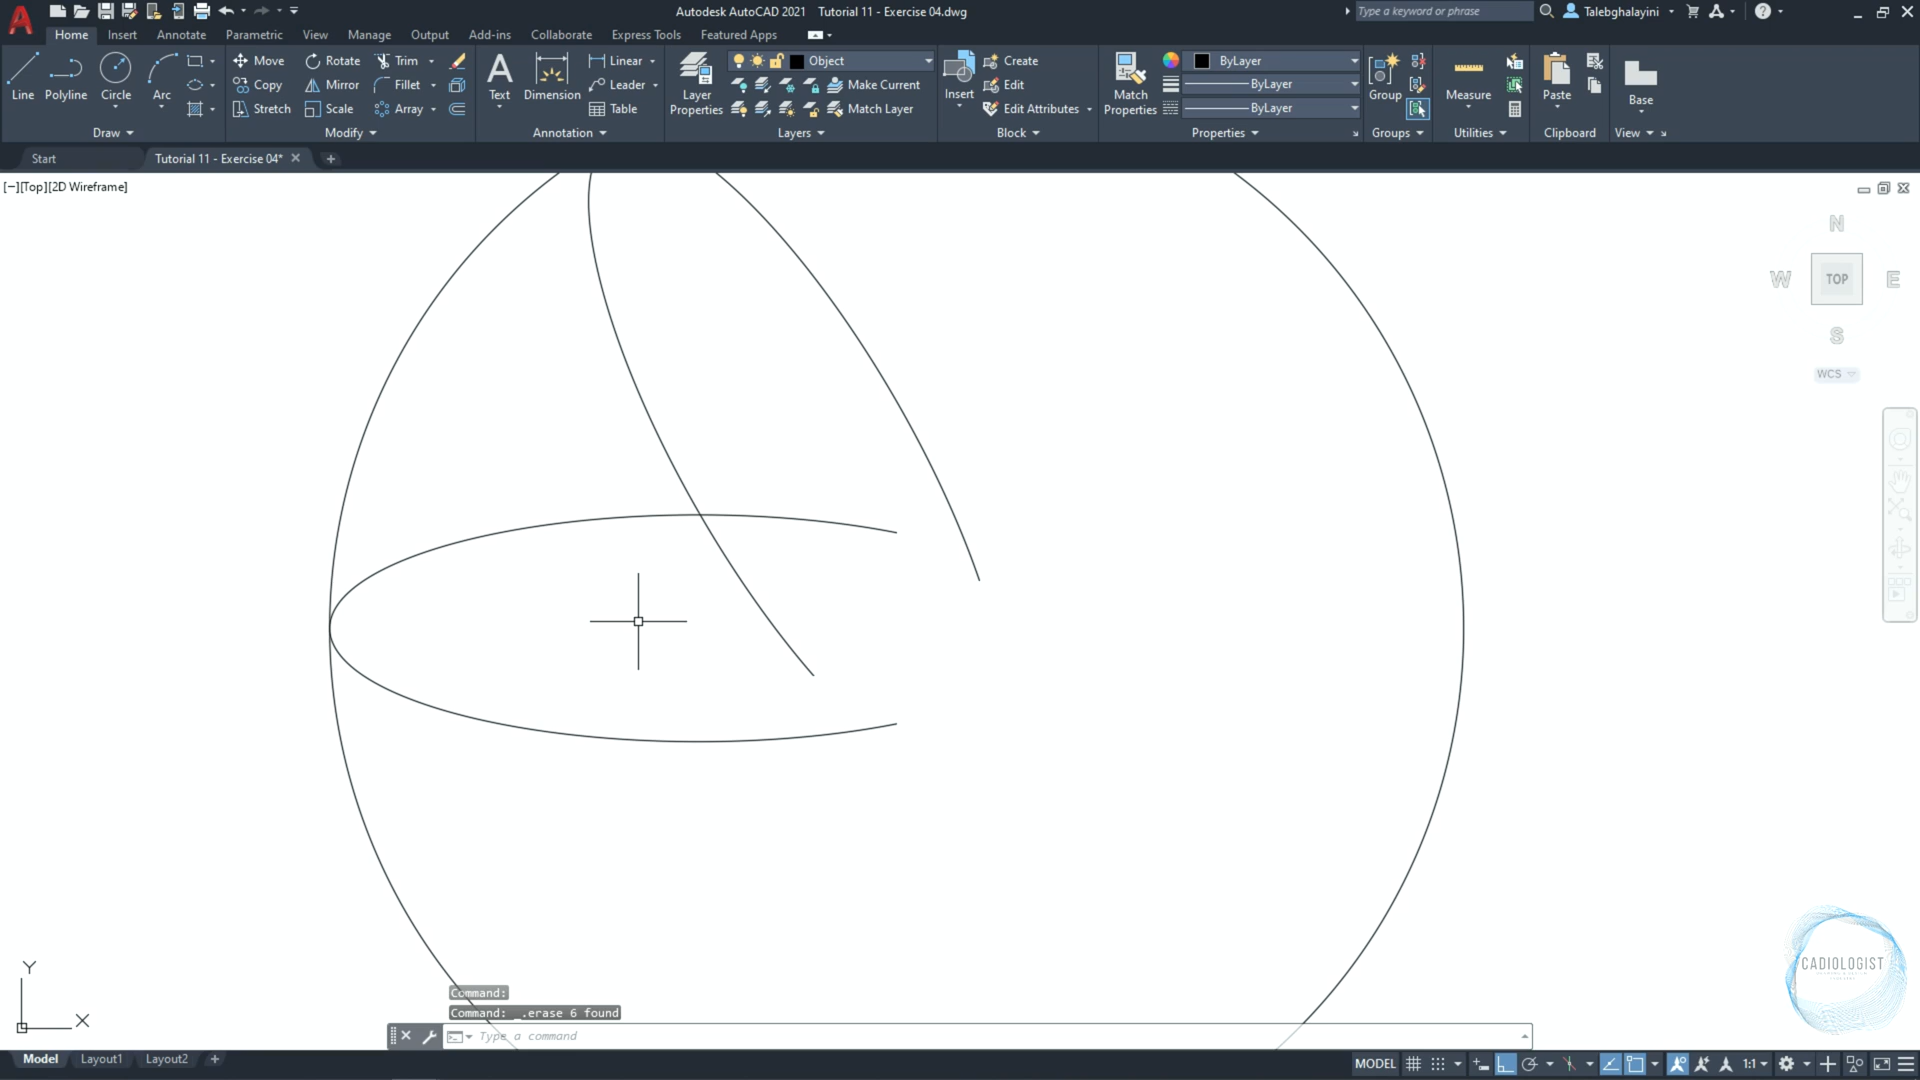 Autodesk AutoCAD 2021 Tutorial 11 - Exercise 04.dwg
Type a keyword or phrase
Talebghalayini
Home Insert Annotate Parametric View Manage Output Add-ins Collaborate Express Tools Featured Apps
Line Polyline Circle Arc
Move Rotate Trim
Copy Mirror Fillet
Stretch Scale Array
Text Dimension
Linear
Leader
Table
Layer Properties
Object
Make Current
Match Layer
Insert
Create
Edit
Edit Attributes
Match Properties
ByLayer
ByLayer
ByLayer
Group
Measure
Paste
Base
Draw Modify Annotation Layers Block Properties Groups Utilities Clipboard View
Start Tutorial 11 - Exercise 04*
[−][Top][2D Wireframe]
N
W TOP E
S
WCS
CADIOLOGIST
Y
X
Command:
Command: _.erase 6 found
Type a command
Model Layout1 Layout2
MODEL 1:1